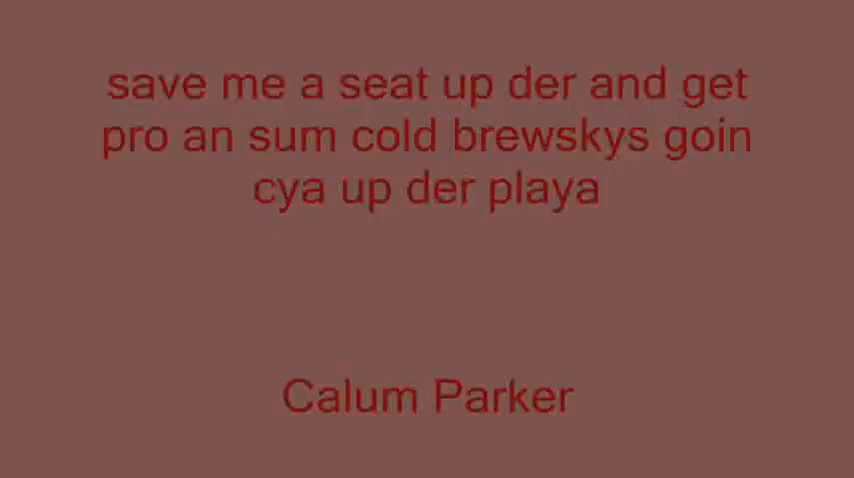 save me a seat up der and get
pro an sum cold brewskys goin
cya up der playa
Calum Parker